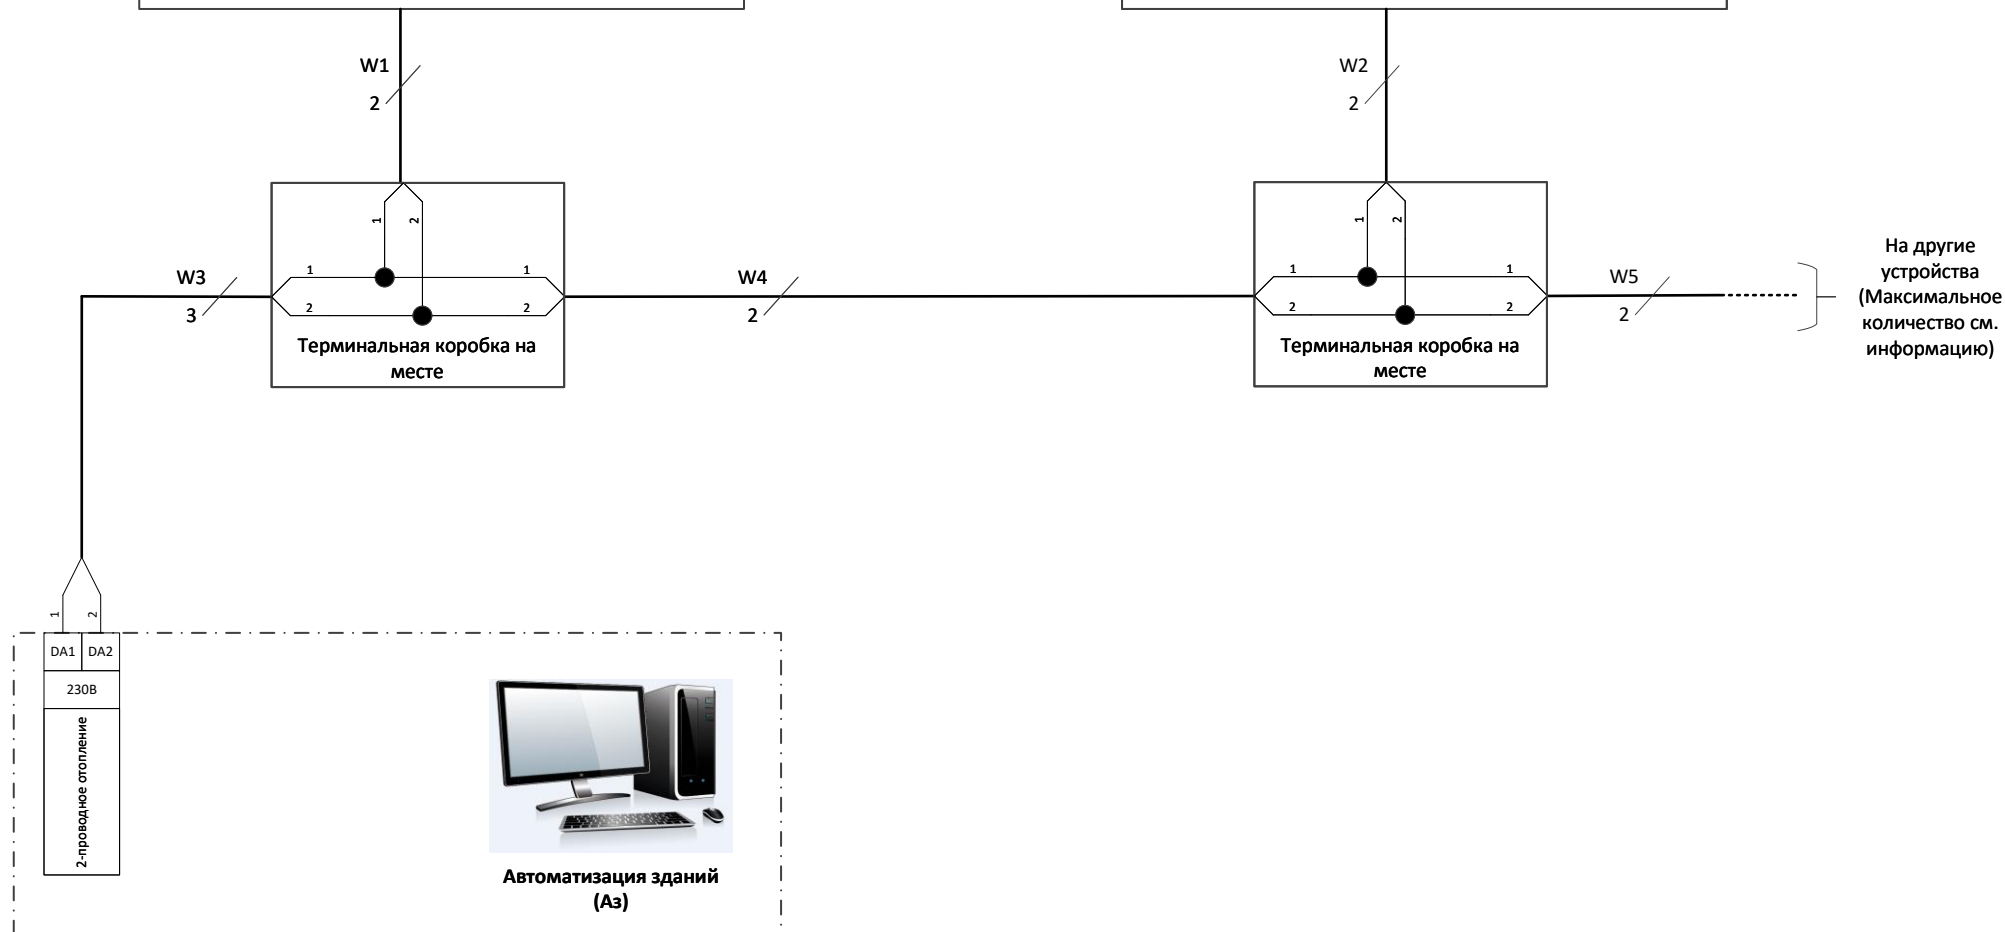 W1
2
W2
2
1
2
1
2
W3
3
1
1
2
2
Терминальная коробка на
месте
W4
2
1
1
2
2
Терминальная коробка на
месте
W5
2
На другие
устройства
(Максимальное
количество см.
информацию)
1
2
DA1
DA2
230В
2-проводное отопление
Автоматизация зданий
(Аз)